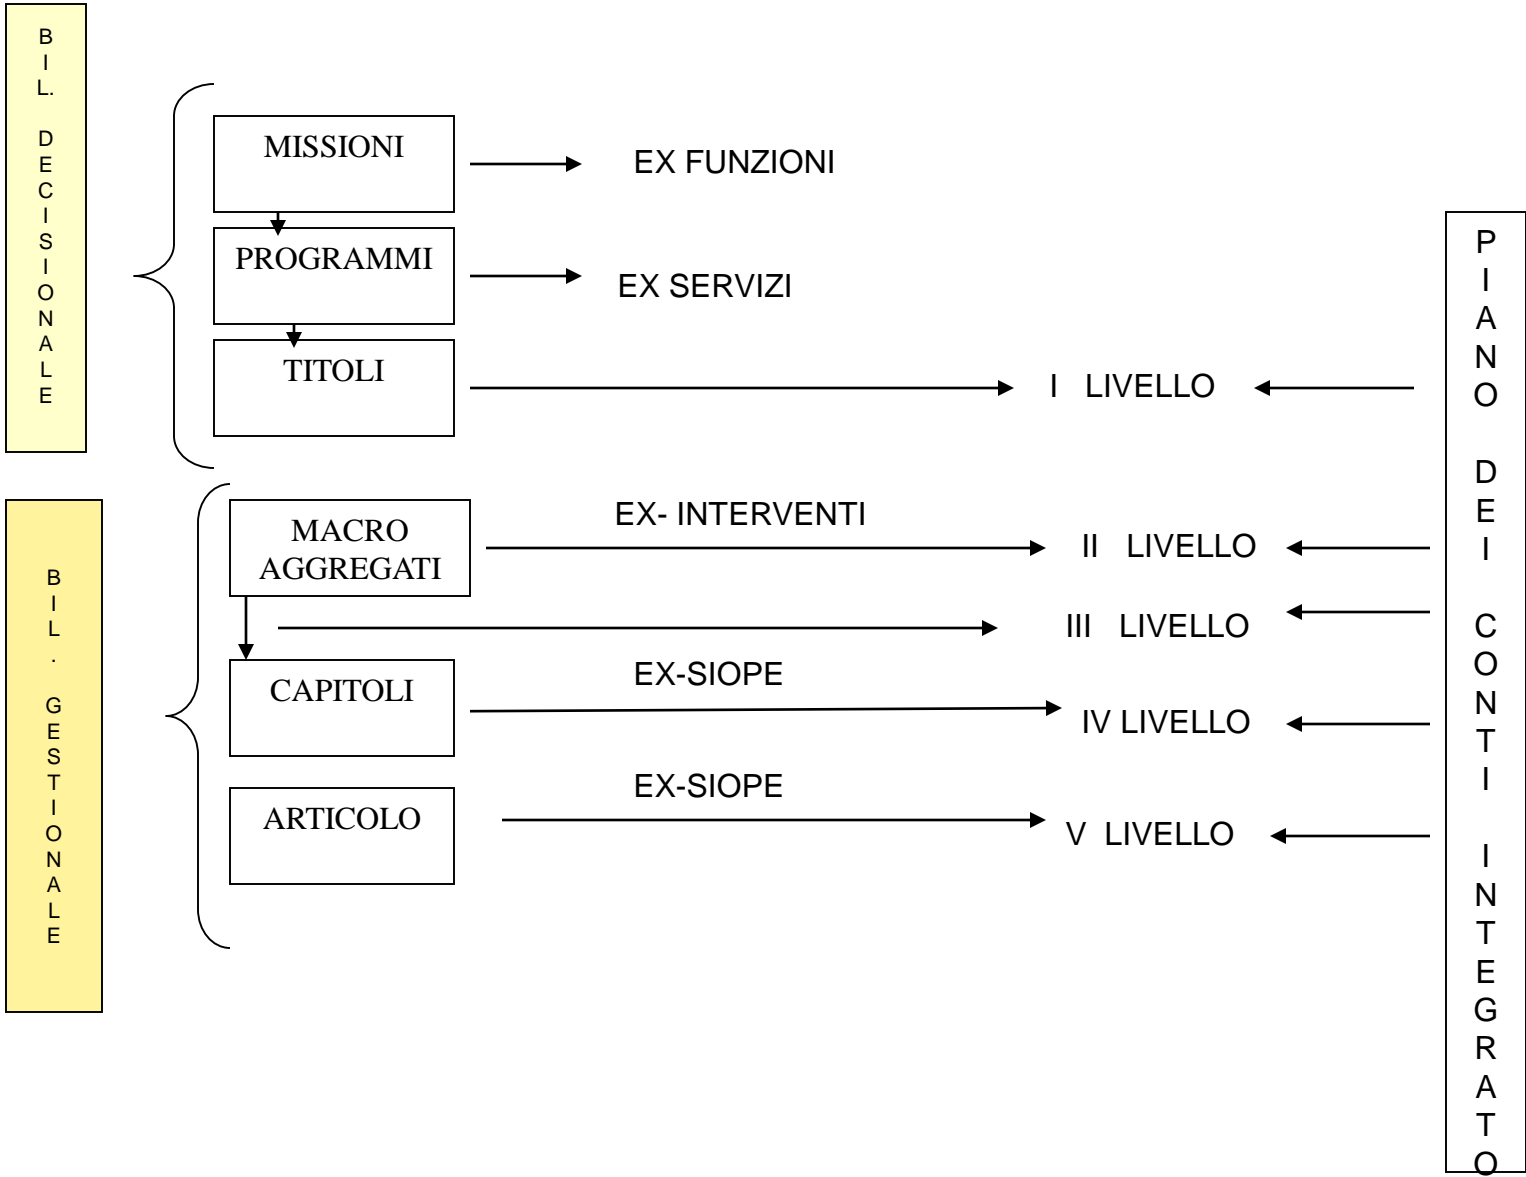 BIL. DECISIONALE
MISSIONI
EX FUNZIONI
PROGRAMMI
EX SERVIZI
TITOLI
I LIVELLO
BIL. GESTIONALE
MACRO
AGGREGATI
EX- INTERVENTI
II LIVELLO
III LIVELLO
CAPITOLI
EX-SIOPE
IV LIVELLO
ARTICOLO
EX-SIOPE
V LIVELLO
PIANO DEI CONTI INTEGRATO